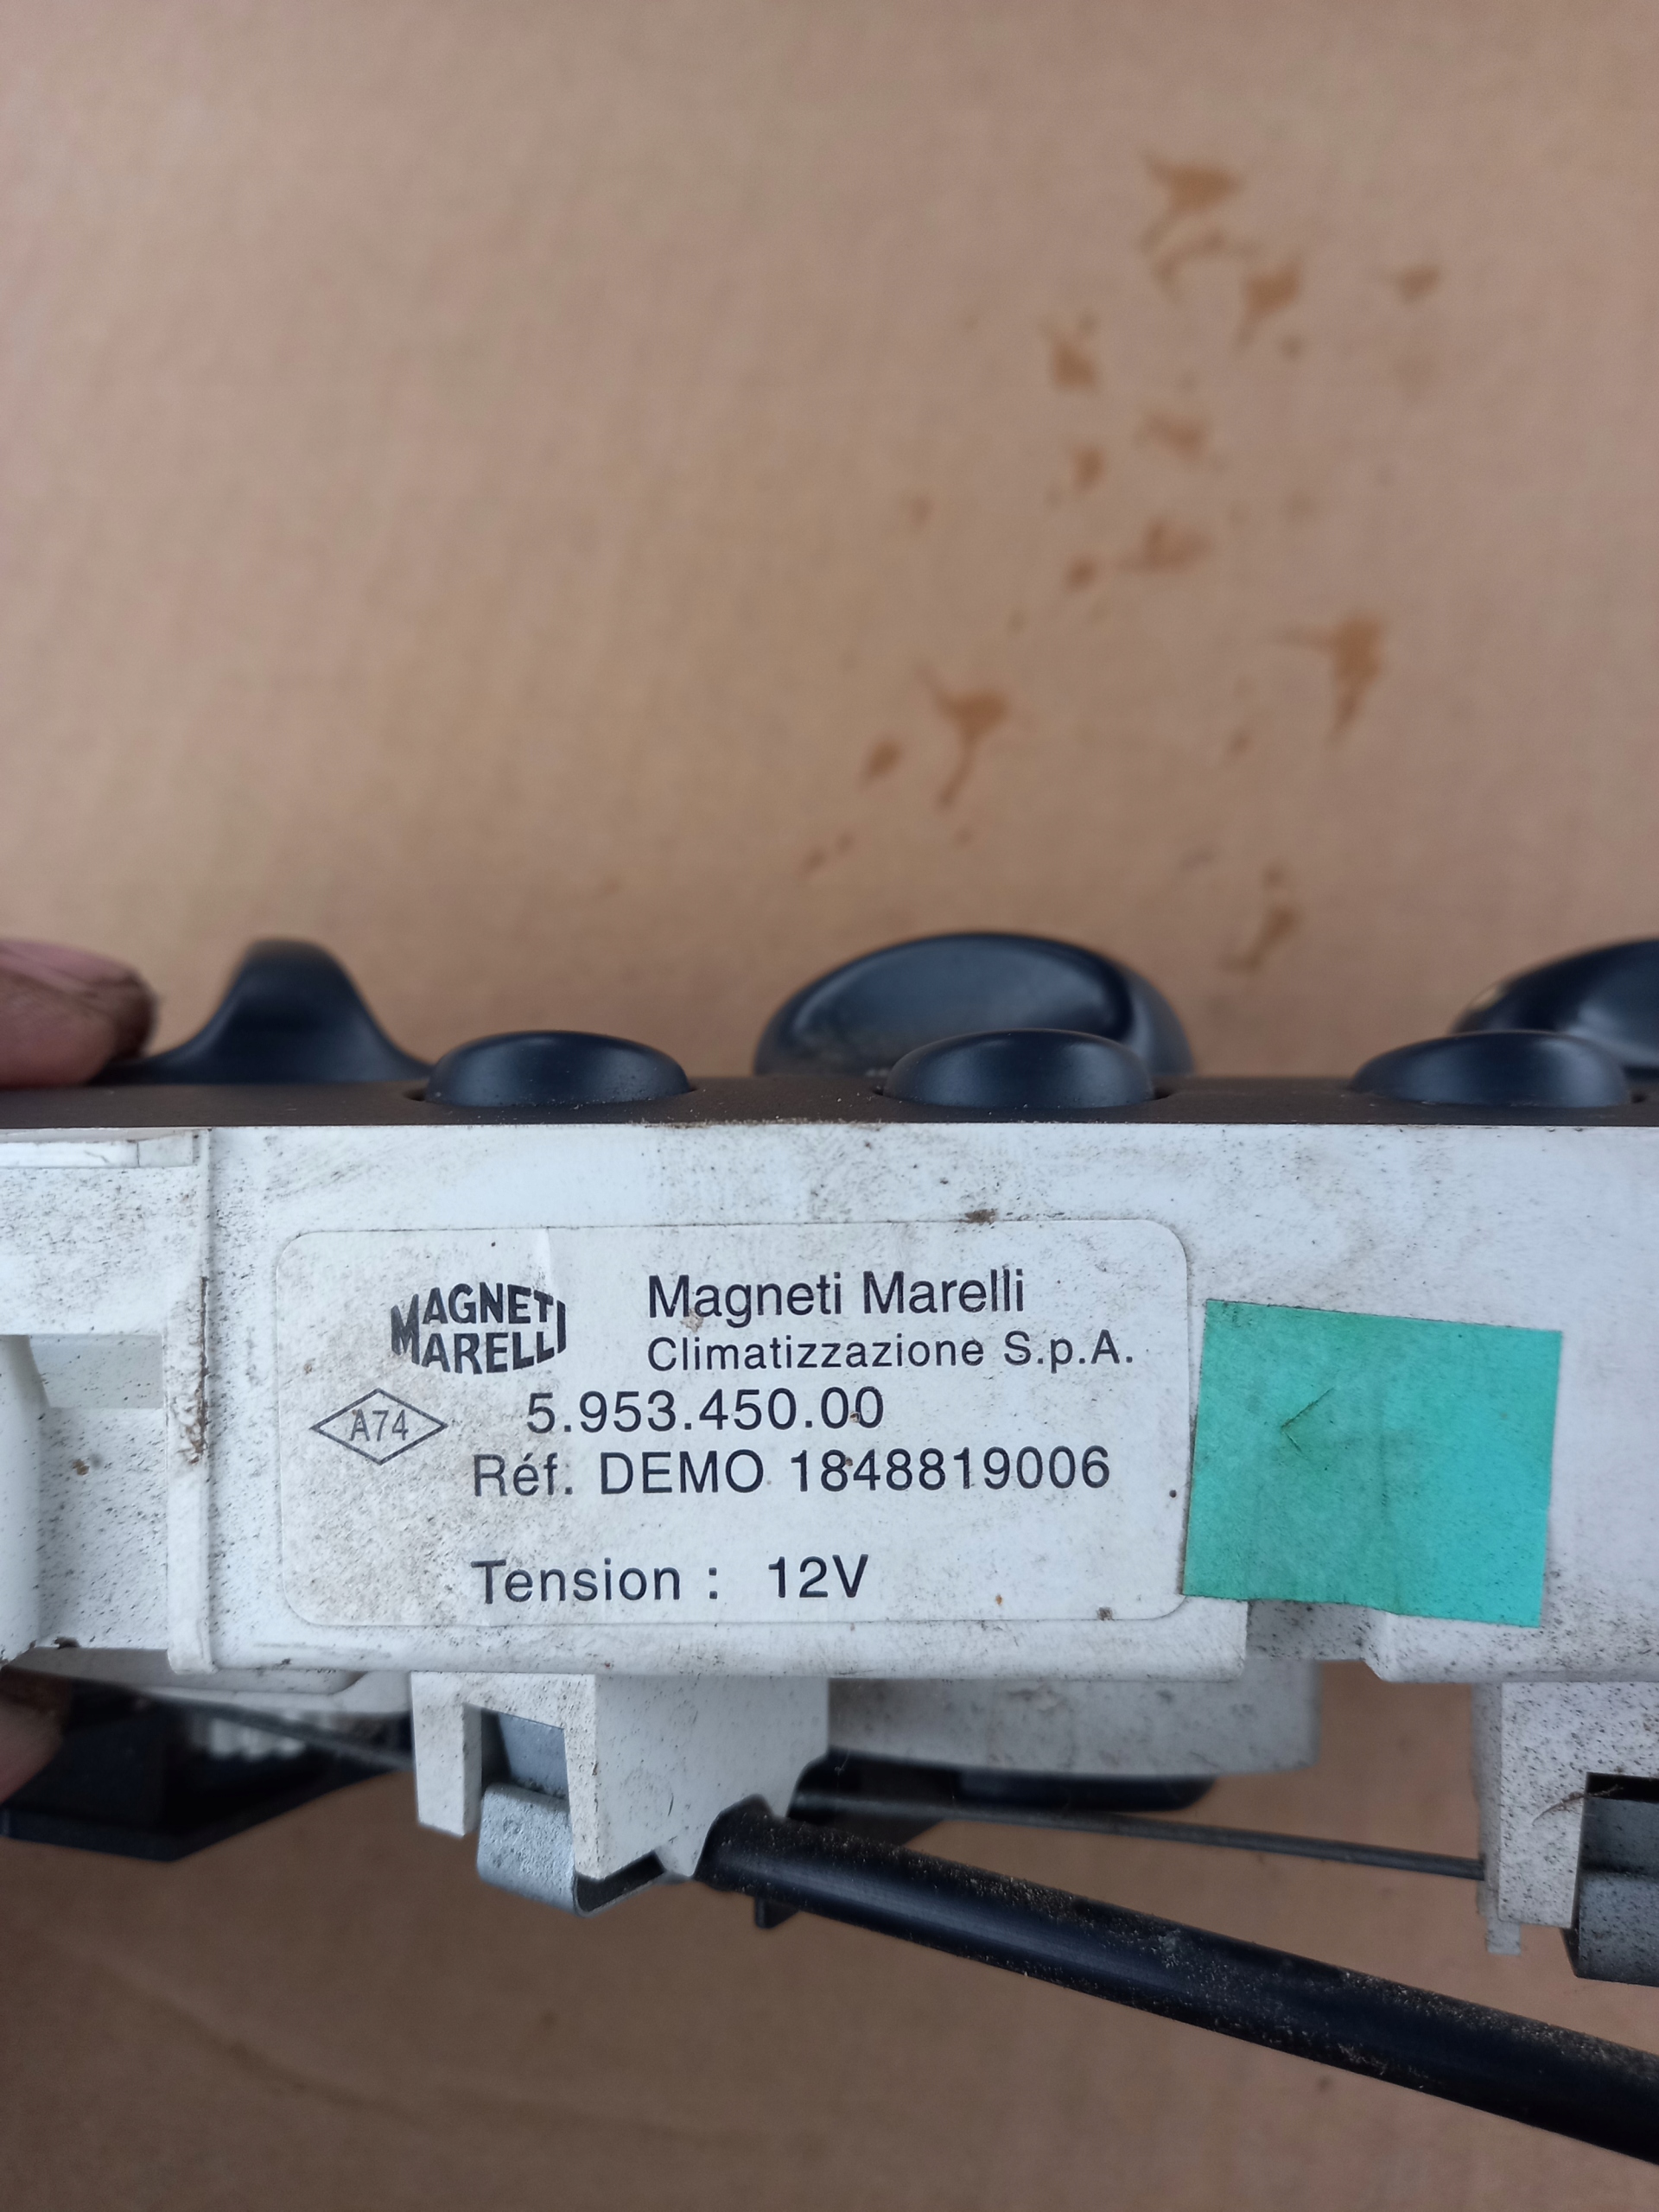 MAGNETI
MARELLI
Magneti Marelli
Climatizzazione S.p.A.
A74
5.953.450.00
Réf. DEMO 1848819006
Tension : 12V